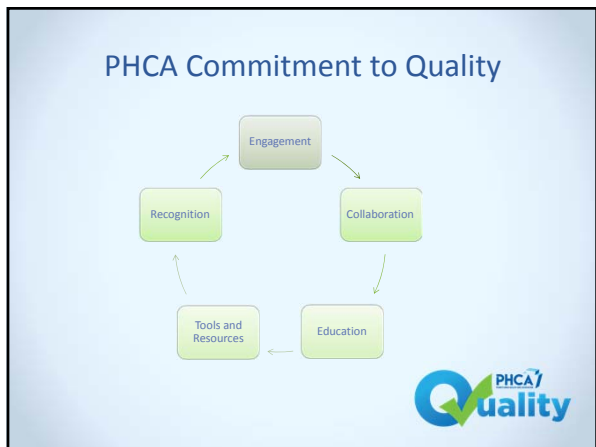 PHCA Commitment to Quality
Engagement
Collaboration
Education
Tools and
Resources
Recognition
PHCA
Quality